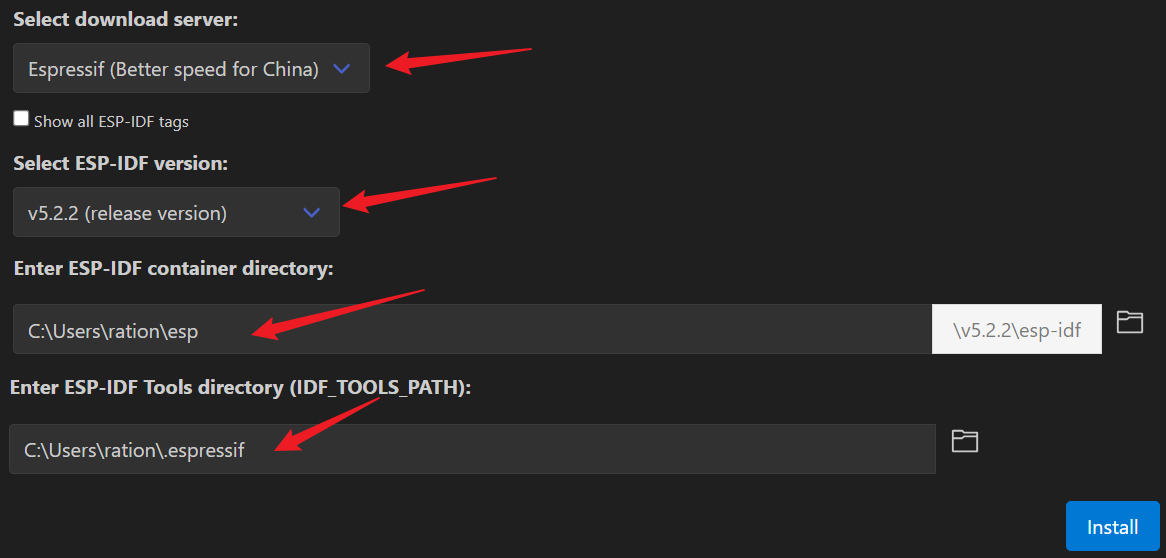 Select download server:
Espressif (Better speed for China)
Show all ESP-IDF tags
Select ESP-IDF version:
v5.2.2 (release version)
Enter ESP-IDF container directory:
C:\Users\ration\esp
\v5.2.2\esp-idf
Enter ESP-IDF Tools directory (IDF_TOOLS_PATH):
C:\Users\ration\.espressif
Install